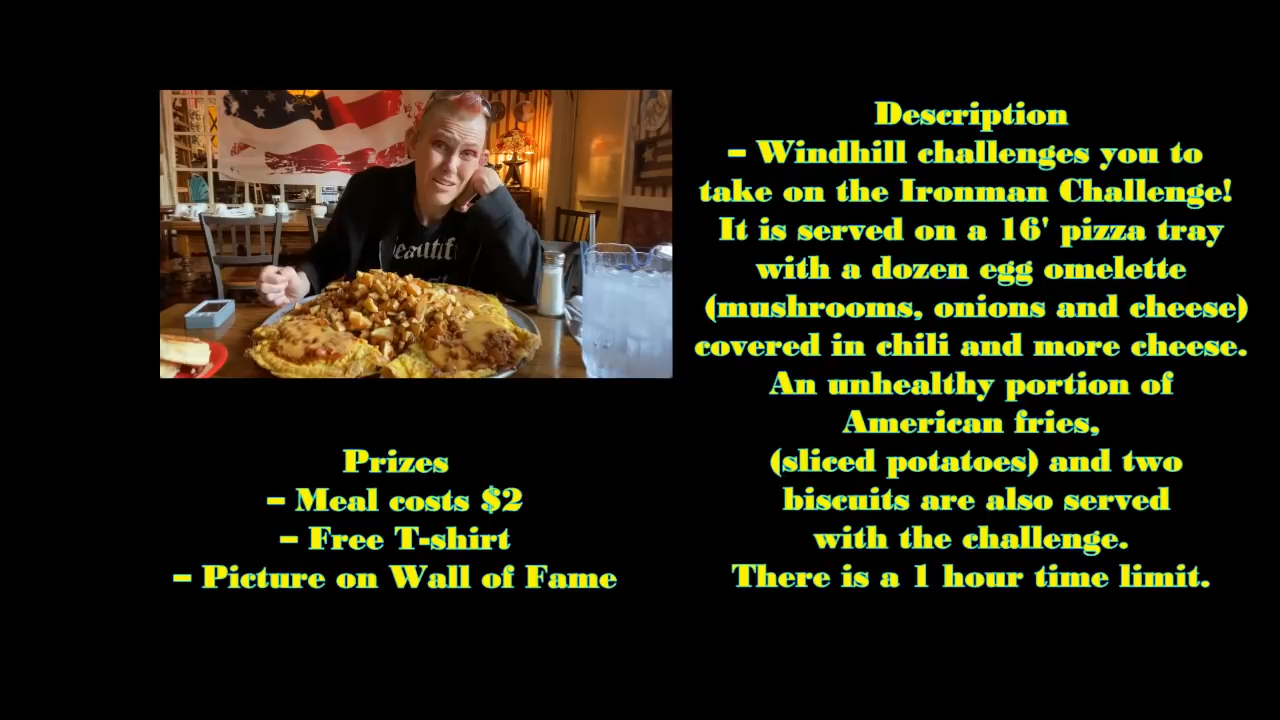 Description
- Windhill challenges you to
take on the Ironman Challenge!
It is served on a 16' pizza tray
with a dozen egg omelette
(mushrooms, onions and cheese)
covered in chili and more cheese.
An unhealthy portion of
American fries,
(sliced potatoes) and two
biscuits are also served
with the challenge.
There is a 1 hour time limit.
Prizes
- Meal costs $2
- Free T-shirt
- Picture on Wall of Fame